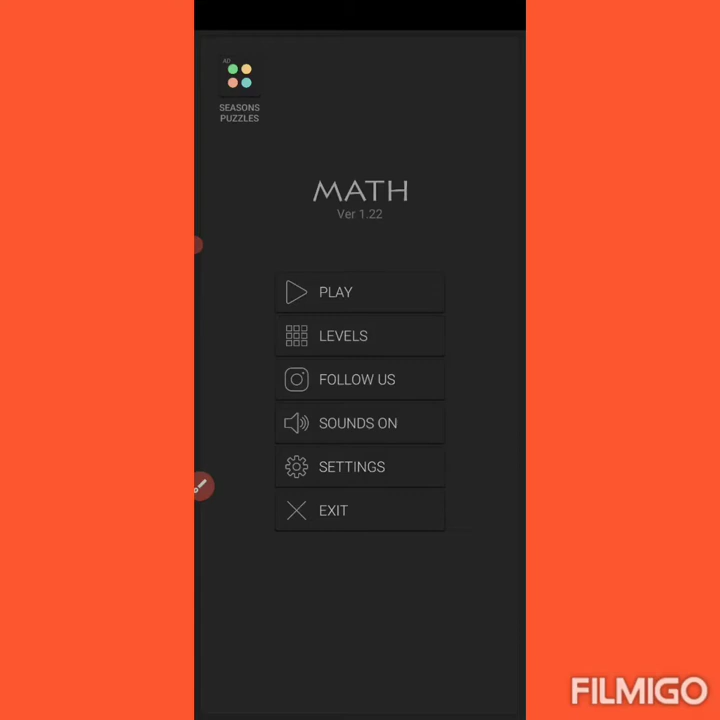 AD
SEASONS
PUZZLES
MATH
Ver 1.22
PLAY
LEVELS
FOLLOW US
SOUNDS ON
SETTINGS
EXIT
FILMIGO